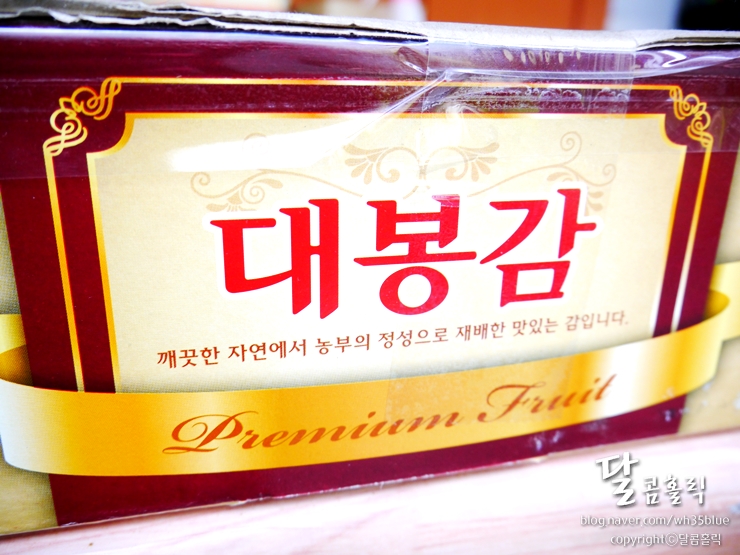 대봉감
깨끗한 자연에서 농부의 정성으로 재배한 맛있는 감입니다.
Premium Fruit
달콤홀릭
blog.naver.com/wh35blue
copyright©달콤홀릭